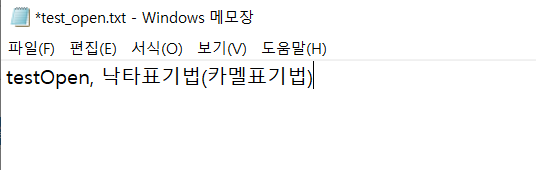 *test_open.txt - Windows 메모장
파일(F) 편집(E) 서식(O) 보기(V) 도움말(H)
testOpen, 낙타표기법(카멜표기법)